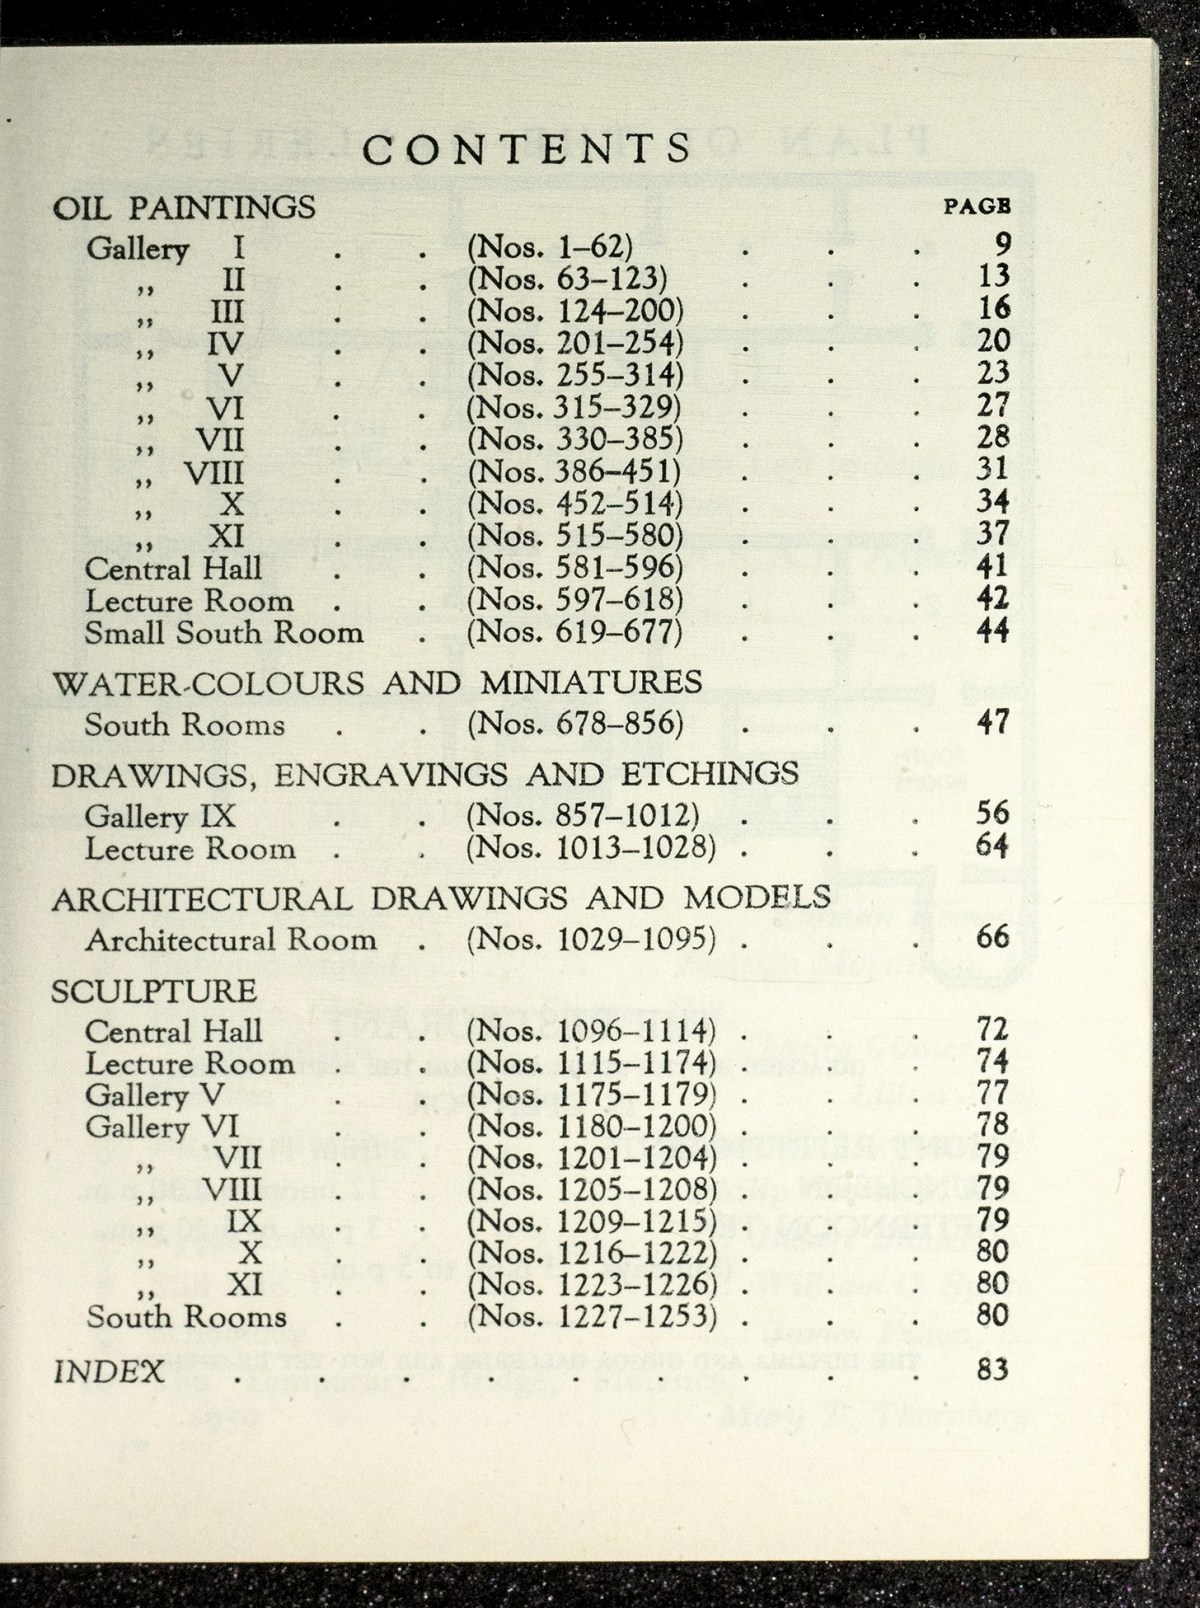 CONTENTS
OIL PAINTINGS PAGE
Gallery I . . (Nos. 1–62) . . . 9
,, II . . (Nos. 63–123) . . . 13
,, III . . (Nos. 124–200) . . . 16
,, IV . . (Nos. 201–254) . . . 20
,, V . . (Nos. 255–314) . . . 23
,, VI . . (Nos. 315–329) . . . 27
,, VII . . (Nos. 330–385) . . . 28
,, VIII . . (Nos. 386–451) . . . 31
,, X . . (Nos. 452–514) . . . 34
,, XI . . (Nos. 515–580) . . . 37
Central Hall . . (Nos. 581–596) . . . 41
Lecture Room . . (Nos. 597–618) . . . 42
Small South Room . (Nos. 619–677) . . . 44
WATER-COLOURS AND MINIATURES
South Rooms . . (Nos. 678–856) . . . 47
DRAWINGS, ENGRAVINGS AND ETCHINGS
Gallery IX . . (Nos. 857–1012) . . . 56
Lecture Room . . (Nos. 1013–1028) . . . 64
ARCHITECTURAL DRAWINGS AND MODELS
Architectural Room . (Nos. 1029–1095) . . . 66
SCULPTURE
Central Hall . . (Nos. 1096–1114) . . . 72
Lecture Room . . (Nos. 1115–1174) . . . 74
Gallery V . . (Nos. 1175–1179) . . . 77
Gallery VI . . (Nos. 1180–1200) . . . 78
,, VII . . (Nos. 1201–1204) . . . 79
,, VIII . . (Nos. 1205–1208) . . . 79
,, IX . . (Nos. 1209–1215) . . . 79
,, X . . (Nos. 1216–1222) . . . 80
,, XI . . (Nos. 1223–1226) . . . 80
South Rooms . . (Nos. 1227–1253) . . . 80
INDEX . . . . . . . . . 83